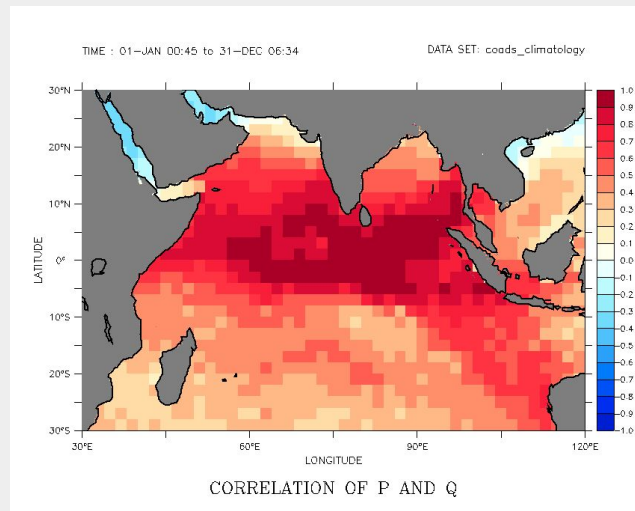 TIME : 01-JAN 00:45 to 31-DEC 06:34
DATA SET: coads_climatology
30°N
20°N
10°N
0°
10°S
20°S
30°S
LATITUDE
30°E
60°E
90°E
120°E
LONGITUDE
1.0
0.9
0.8
0.7
0.6
0.5
0.4
0.3
0.2
0.1
0.0
-0.0
-0.1
-0.2
-0.3
-0.4
0.5
0.6
0.7
0.8
0.9
1.0
CORRELATION OF P AND Q